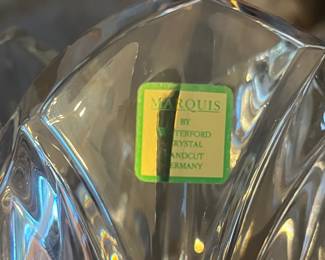 MARQUIS
BY
WATERFORD
CRYSTAL
HANDCUT
GERMANY